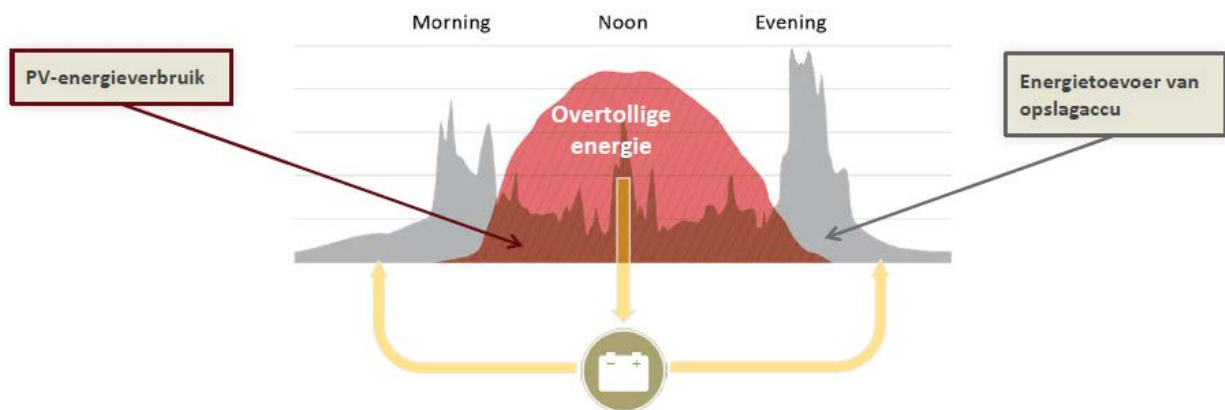 Morning
Noon
Evening
PV-energieverbruik
Overtollige
energie
Energietoevoer van
opslagaccu